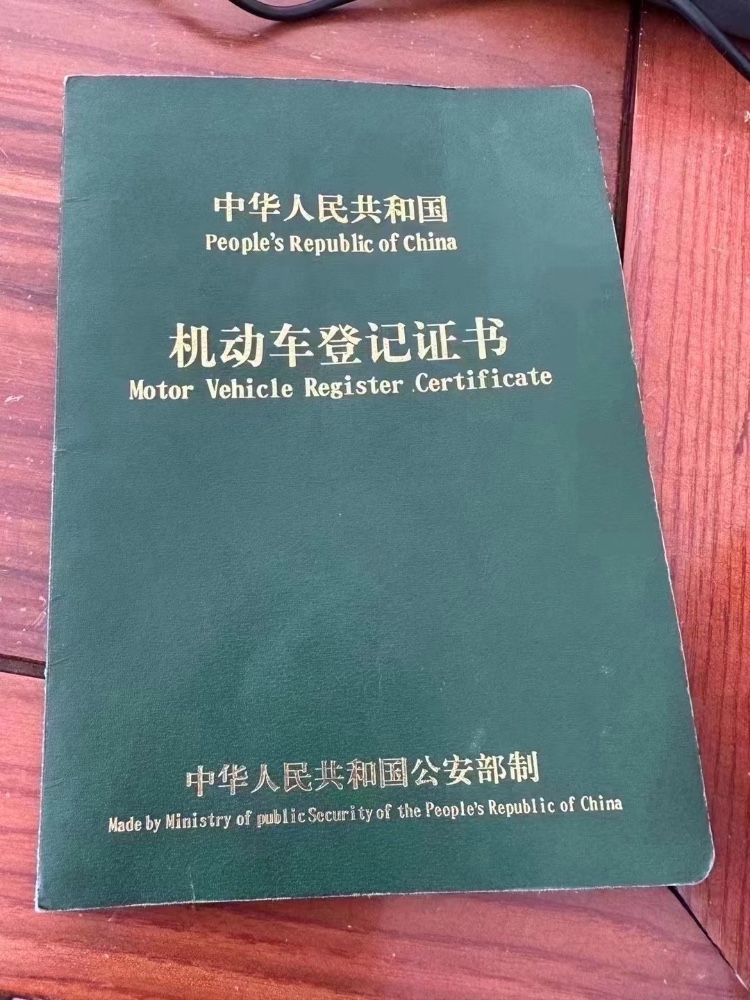 中华人民共和国
People's Republic of China
机动车登记证书
Motor Vehicle Register Certificate
中华人民共和国公安部制
Made by Ministry of public Security of the People's Republic of China